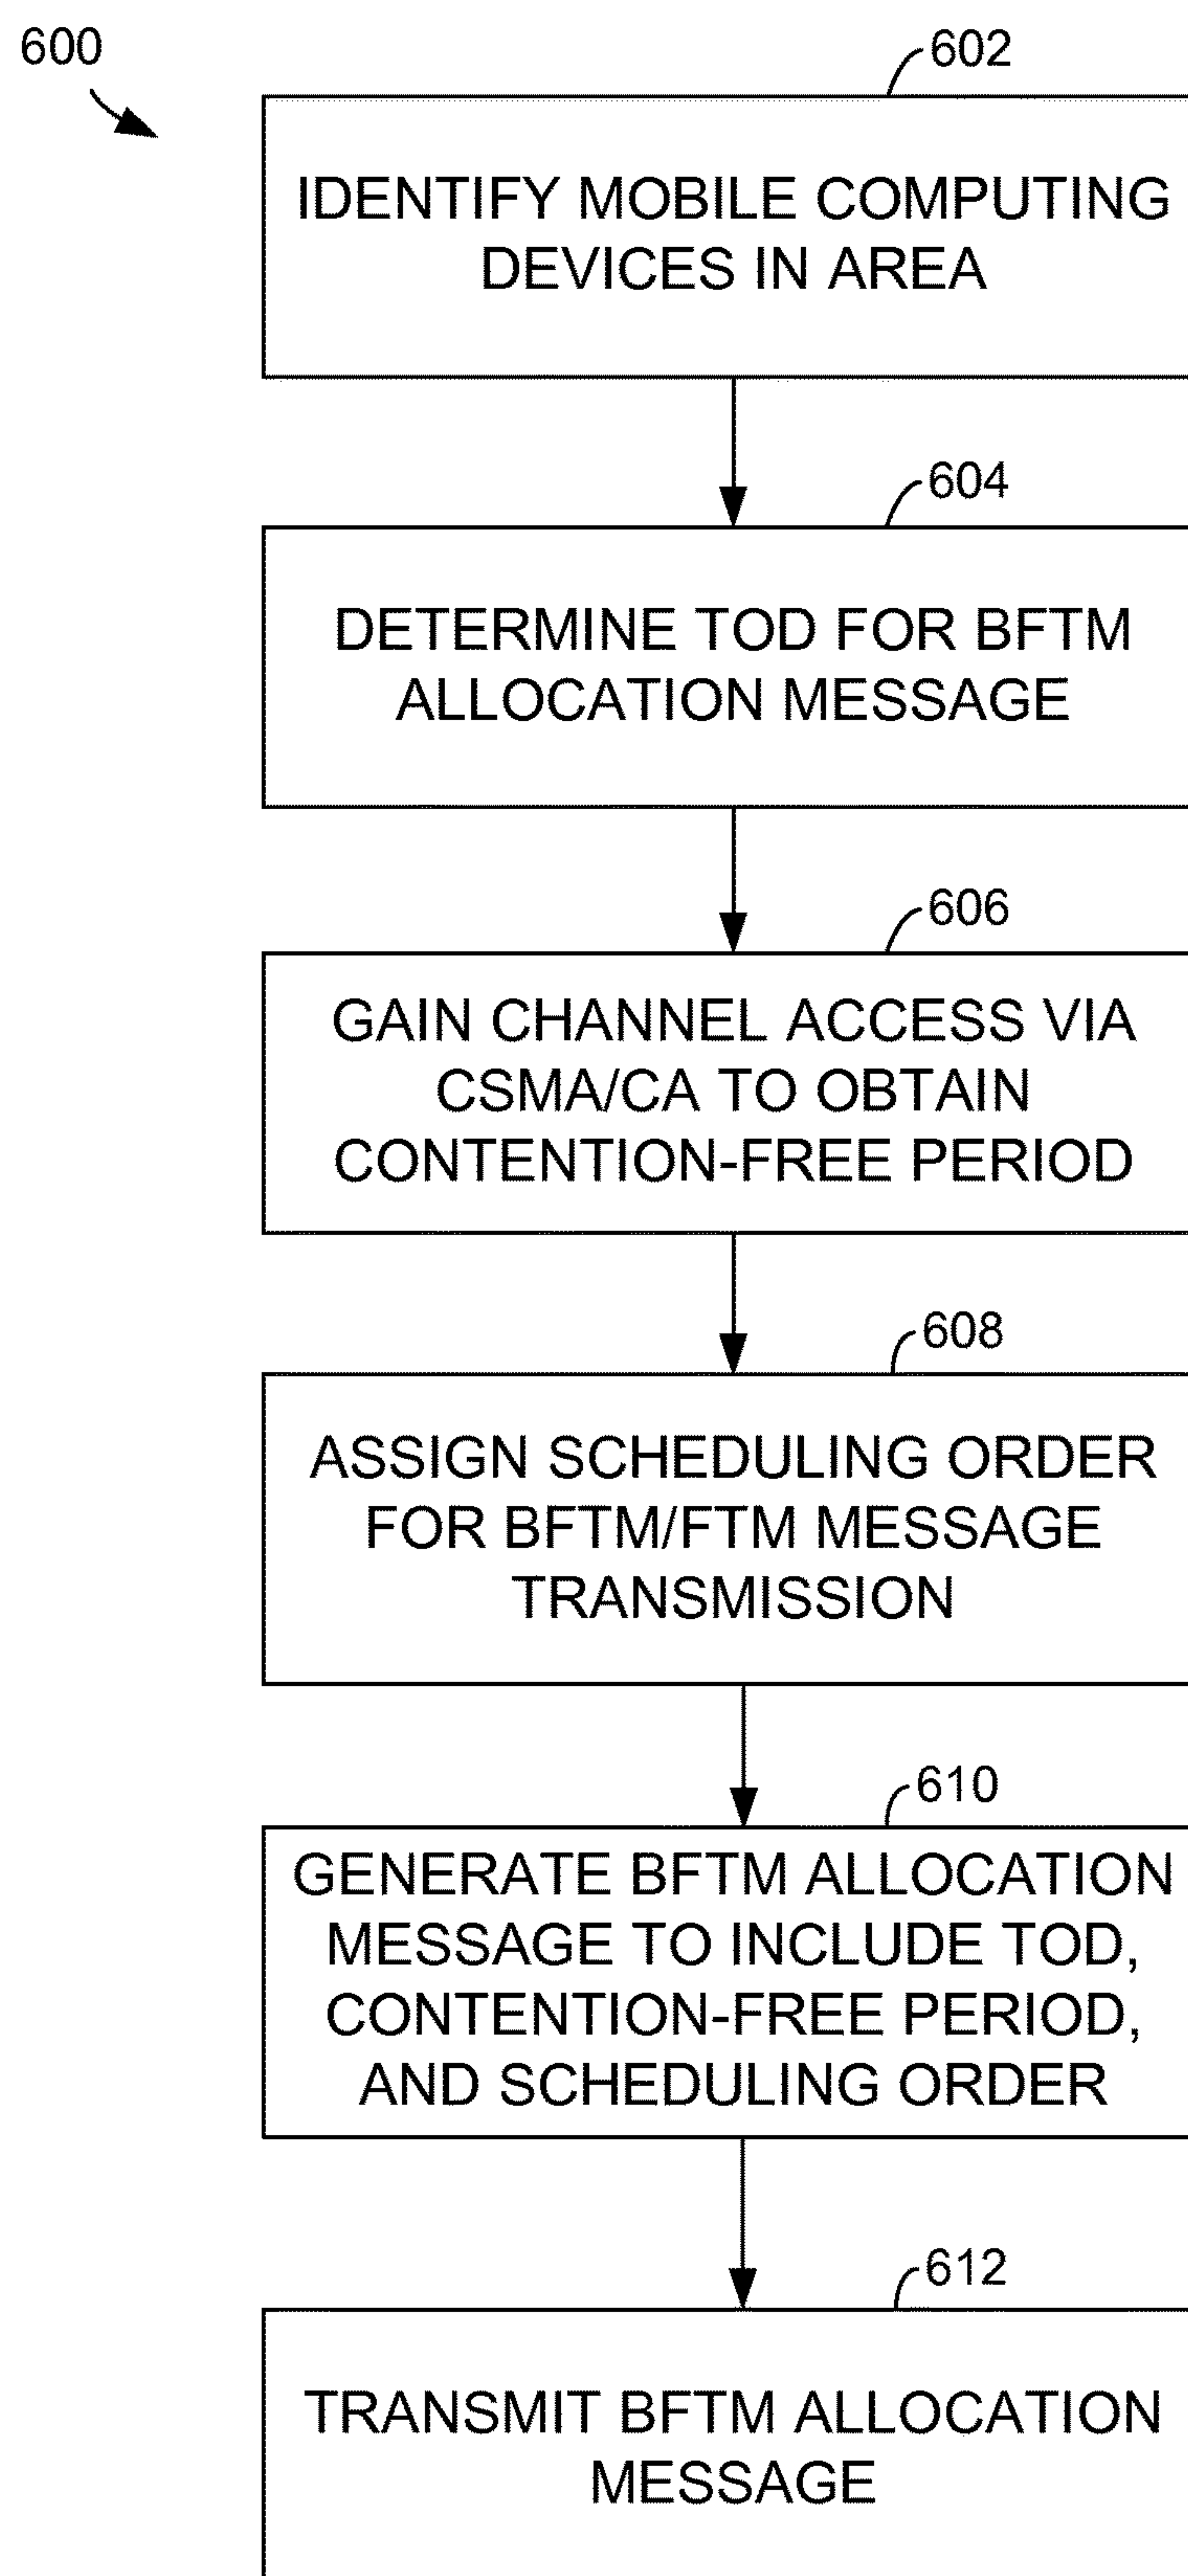 600
602
IDENTIFY MOBILE COMPUTING
DEVICES IN AREA
604
DETERMINE TOD FOR BFTM
ALLOCATION MESSAGE
606
GAIN CHANNEL ACCESS VIA
CSMA/CA TO OBTAIN
CONTENTION-FREE PERIOD
608
ASSIGN SCHEDULING ORDER
FOR BFTM/FTM MESSAGE
TRANSMISSION
610
GENERATE BFTM ALLOCATION
MESSAGE TO INCLUDE TOD,
CONTENTION-FREE PERIOD,
AND SCHEDULING ORDER
612
TRANSMIT BFTM ALLOCATION
MESSAGE